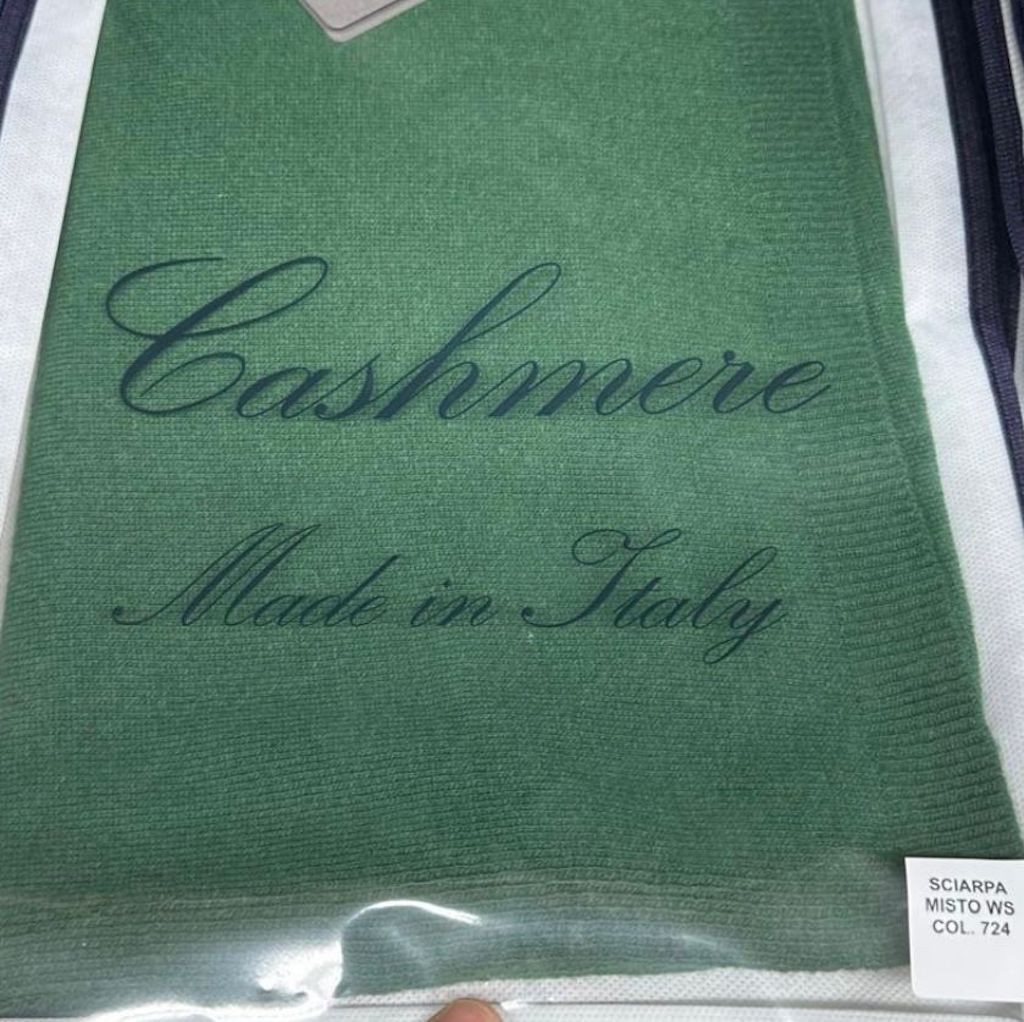 Cashmere
Made in Italy
SCIARPA
MISTO WS
COL. 724